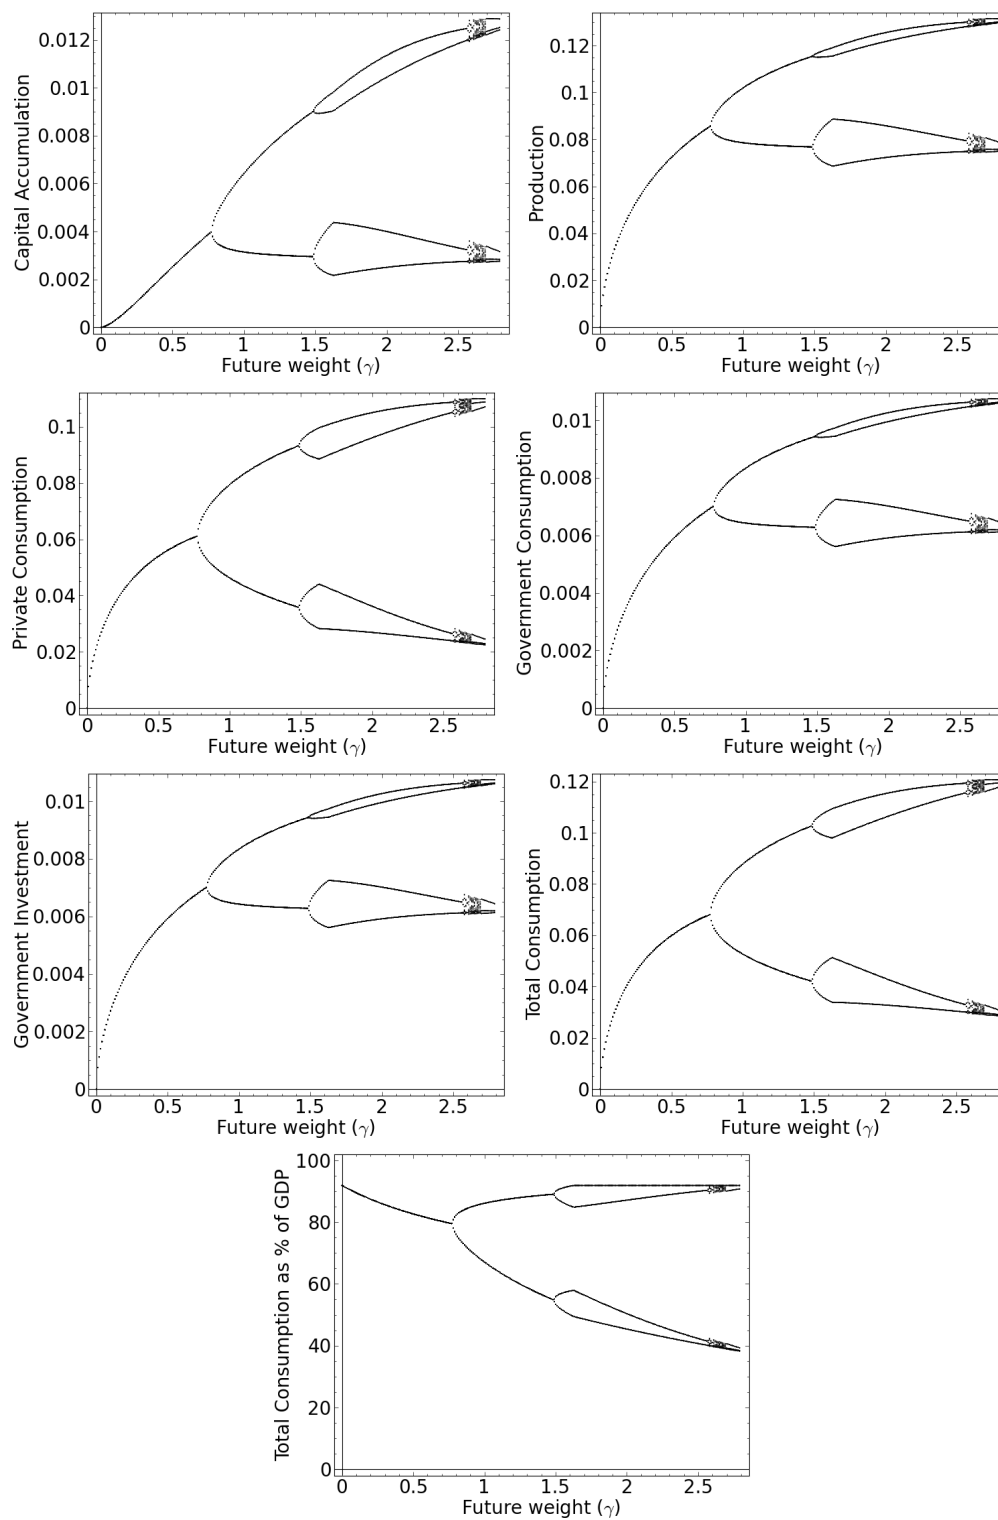 Capital Accumulation
0.012
0.01
0.008
0.006
0.004
0.002
0
0 0.5 1 1.5 2 2.5
Future weight (γ)
Production
0.12
0.1
0.08
0.06
0.04
0.02
0
0 0.5 1 1.5 2 2.5
Future weight (γ)
Private Consumption
0.1
0.08
0.06
0.04
0.02
0
0 0.5 1 1.5 2 2.5
Future weight (γ)
Government Consumption
0.01
0.008
0.006
0.004
0.002
0
0 0.5 1 1.5 2 2.5
Future weight (γ)
Government Investment
0.01
0.008
0.006
0.004
0.002
0
0 0.5 1 1.5 2 2.5
Future weight (γ)
Total Consumption
0.12
0.1
0.08
0.06
0.04
0.02
0
0 0.5 1 1.5 2 2.5
Future weight (γ)
Total Consumption as % of GDP
100
80
60
40
20
0
0 0.5 1 1.5 2 2.5
Future weight (γ)